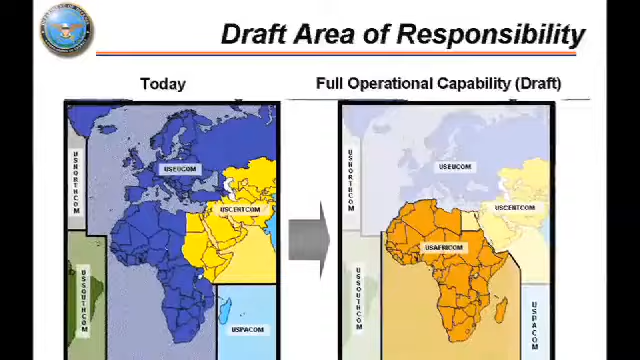 Draft Area of Responsibility
Today
Full Operational Capability (Draft)
USNORTHCOM
USEUCOM
USCENTCOM
USSOUTHCOM
USPACOM
USNORTHCOM
USEUCOM
USCENTCOM
USAFRICOM
USSOUTHCOM
USPACOM